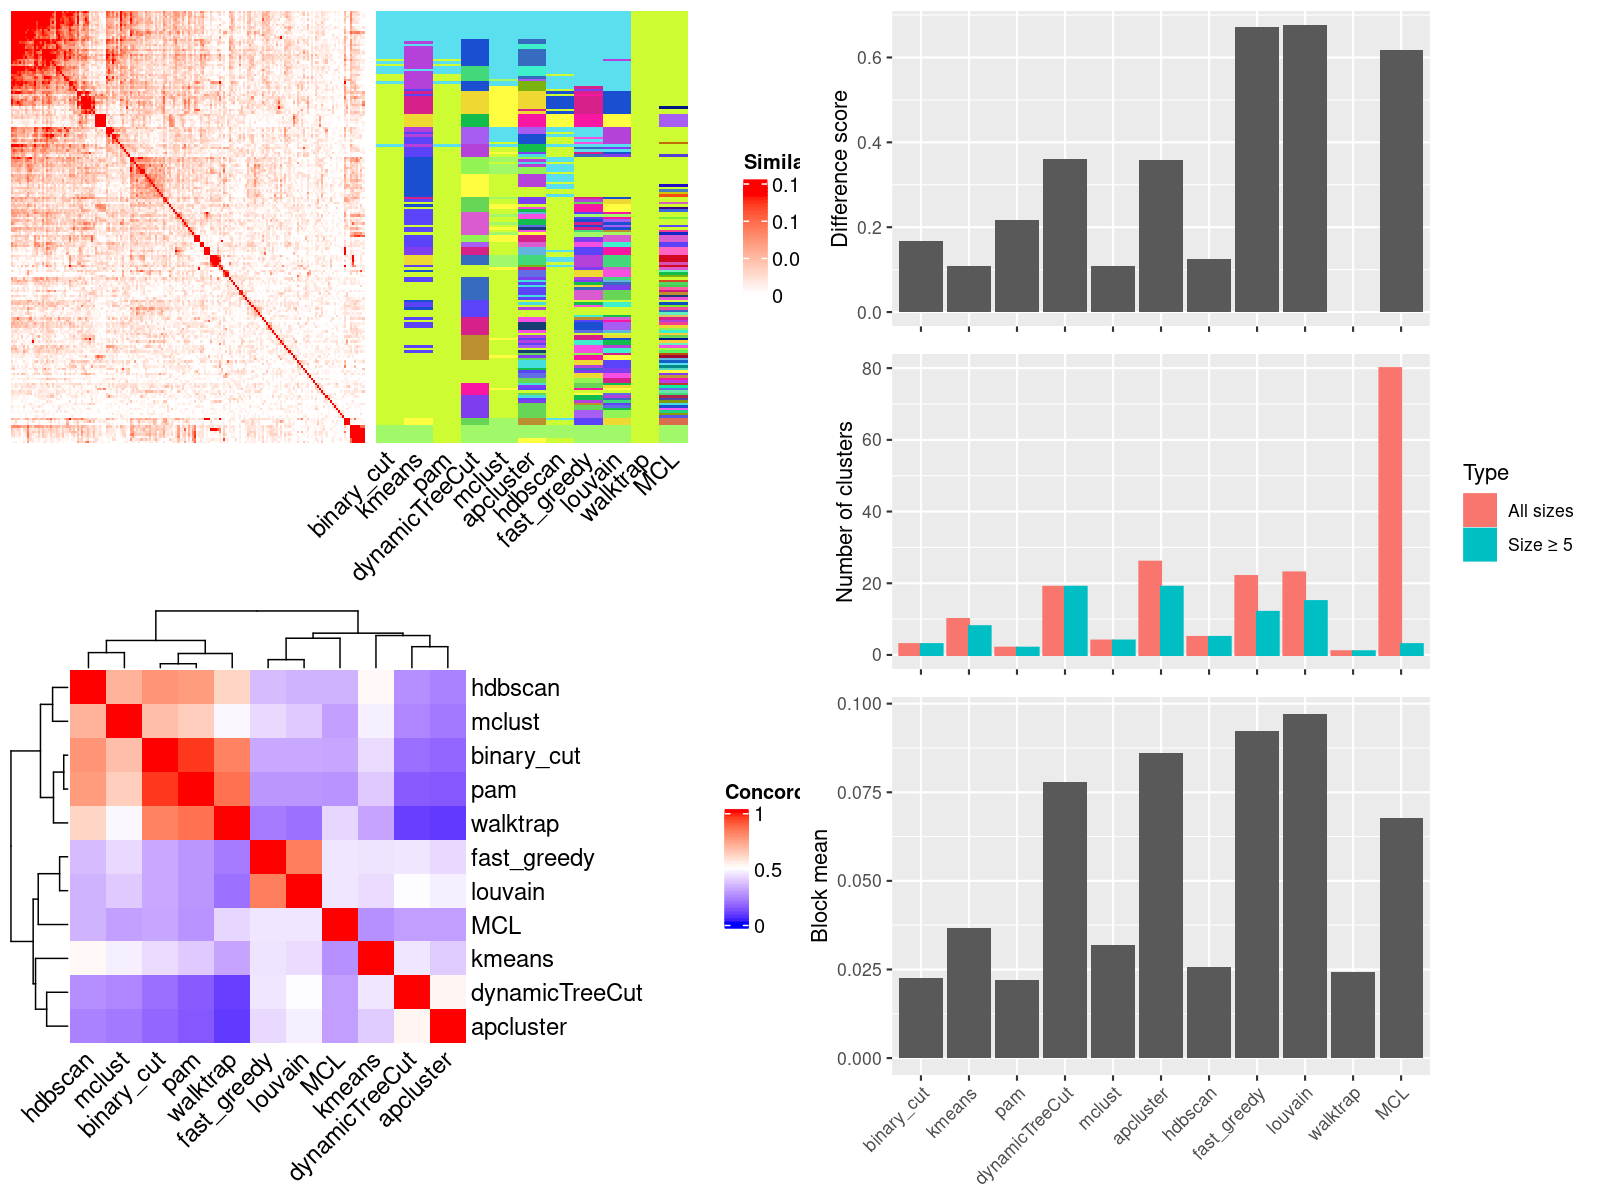 Simila
0.1
0.1
0.0
0
binary_cut
kmeans
pam
dynamicTreeCut
mclust
apcluster
hdbscan
fast_greedy
louvain
walktrap
MCL
hdbscan
mclust
binary_cut
pam
walktrap
fast_greedy
louvain
MCL
kmeans
dynamicTreeCut
apcluster
hdbscan
mclust
binary_cut
pam
walktrap
fast_greedy
louvain
MCL
kmeans
dynamicTreeCut
apcluster
Concord
1
0.5
0
Difference score
0.6
0.4
0.2
0.0
Number of clusters
80
60
40
20
0
Type
All sizes
Size ≥ 5
Block mean
0.100
0.075
0.050
0.025
0.000
binary_cut
kmeans
pam
dynamicTreeCut
mclust
apcluster
hdbscan
fast_greedy
louvain
walktrap
MCL